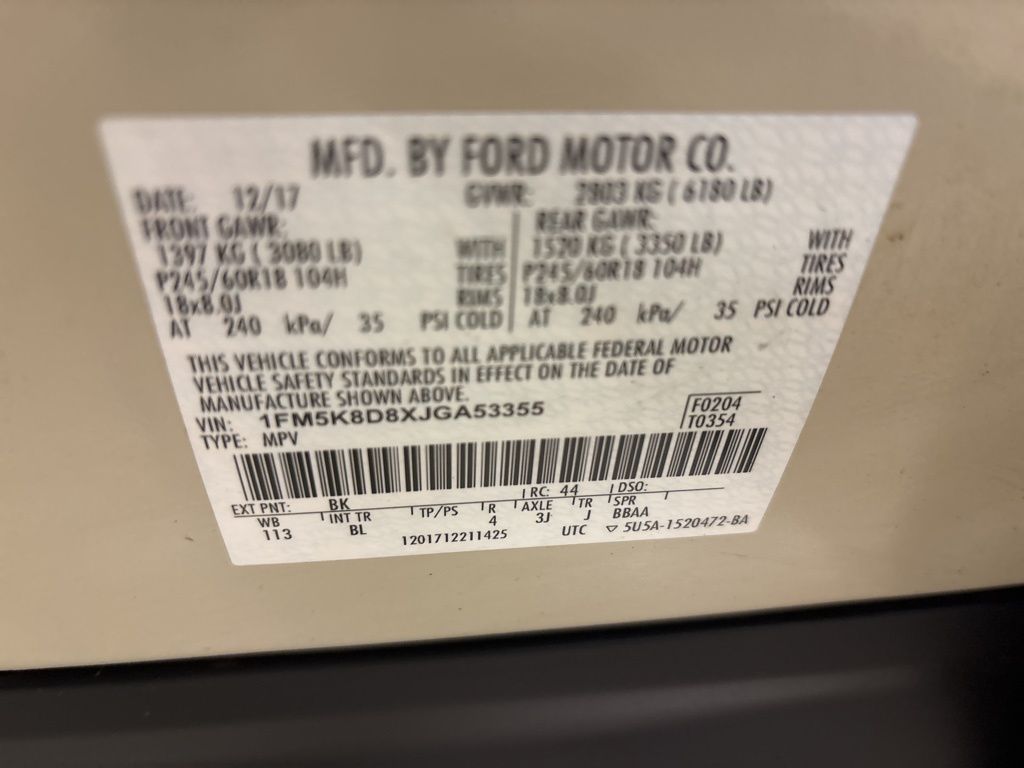 MFD. BY FORD MOTOR CO.
DATE: 12/17 GVWR: 2803 KG ( 6180 LB)
FRONT GAWR: REAR GAWR:
1397 KG ( 3080 LB) WITH 1520 KG ( 3350 LB) WITH
P245/60R18 104H TIRES P245/60R18 104H TIRES
18x8.0J RIMS 18x8.0J RIMS
AT 240 kPa/ 35 PSI COLD AT 240 kPa/ 35 PSI COLD
THIS VEHICLE CONFORMS TO ALL APPLICABLE FEDERAL MOTOR
VEHICLE SAFETY STANDARDS IN EFFECT ON THE DATE OF
MANUFACTURE SHOWN ABOVE.
VIN: 1FM5K8D8XJGA53355 F0204
TYPE: MPV T0354
EXT PNT: BK RC: 44 DSO:
WB INT TR TP/PS R AXLE TR SPR
113 BL 4 3J J BBAA
1201712211425 UTC ▽ 5U5A-1520472-BA